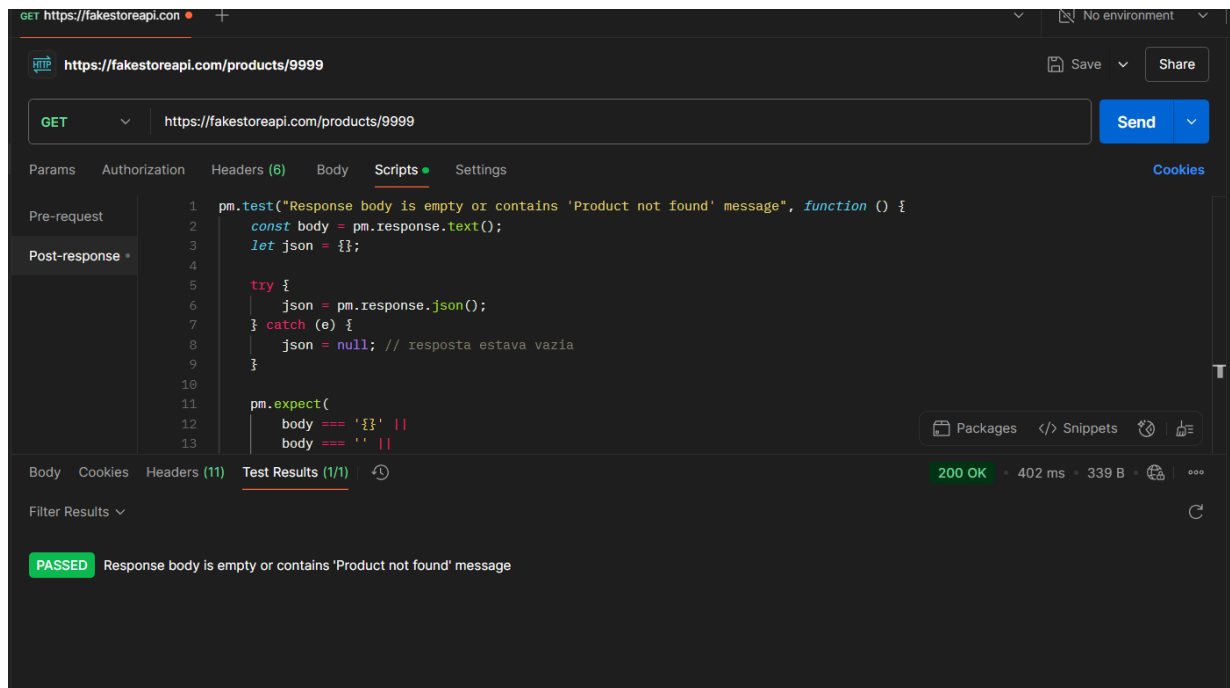 GET https://fakestoreapi.con +
No environment
HTTP https://fakestoreapi.com/products/9999
Save Share
GET https://fakestoreapi.com/products/9999 Send
Params Authorization Headers (6) Body Scripts Settings Cookies
Pre-request
Post-response
1 pm.test("Response body is empty or contains 'Product not found' message", function () {
2 const body = pm.response.text();
3 let json = {};
4
5 try {
6 json = pm.response.json();
7 } catch (e) {
8 json = null; // resposta estava vazia
9 }
10
11 pm.expect(
12 body === '{}' ||
13 body === '' ||
Packages </> Snippets
Body Cookies Headers (11) Test Results (1/1) 200 OK • 402 ms • 339 B
Filter Results
PASSED Response body is empty or contains 'Product not found' message